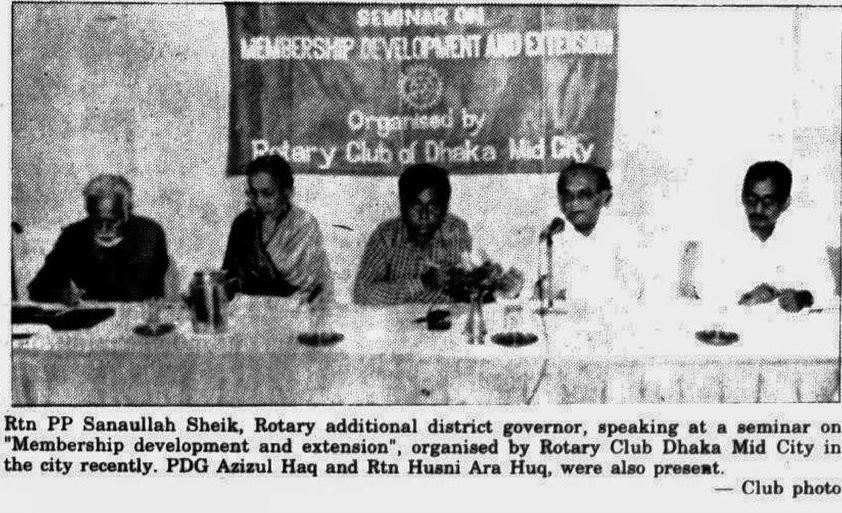 SEMINAR ON
MEMBERSHIP DEVELOPMENT AND EXTENSION
Organised by
Rotary Club of Dhaka Mid City
Rtn PP Sanaullah Sheik, Rotary additional district governor, speaking at a seminar on
"Membership development and extension", organised by Rotary Club Dhaka Mid City in
the city recently. PDG Azizul Haq and Rtn Husni Ara Huq, were also present.
— Club photo